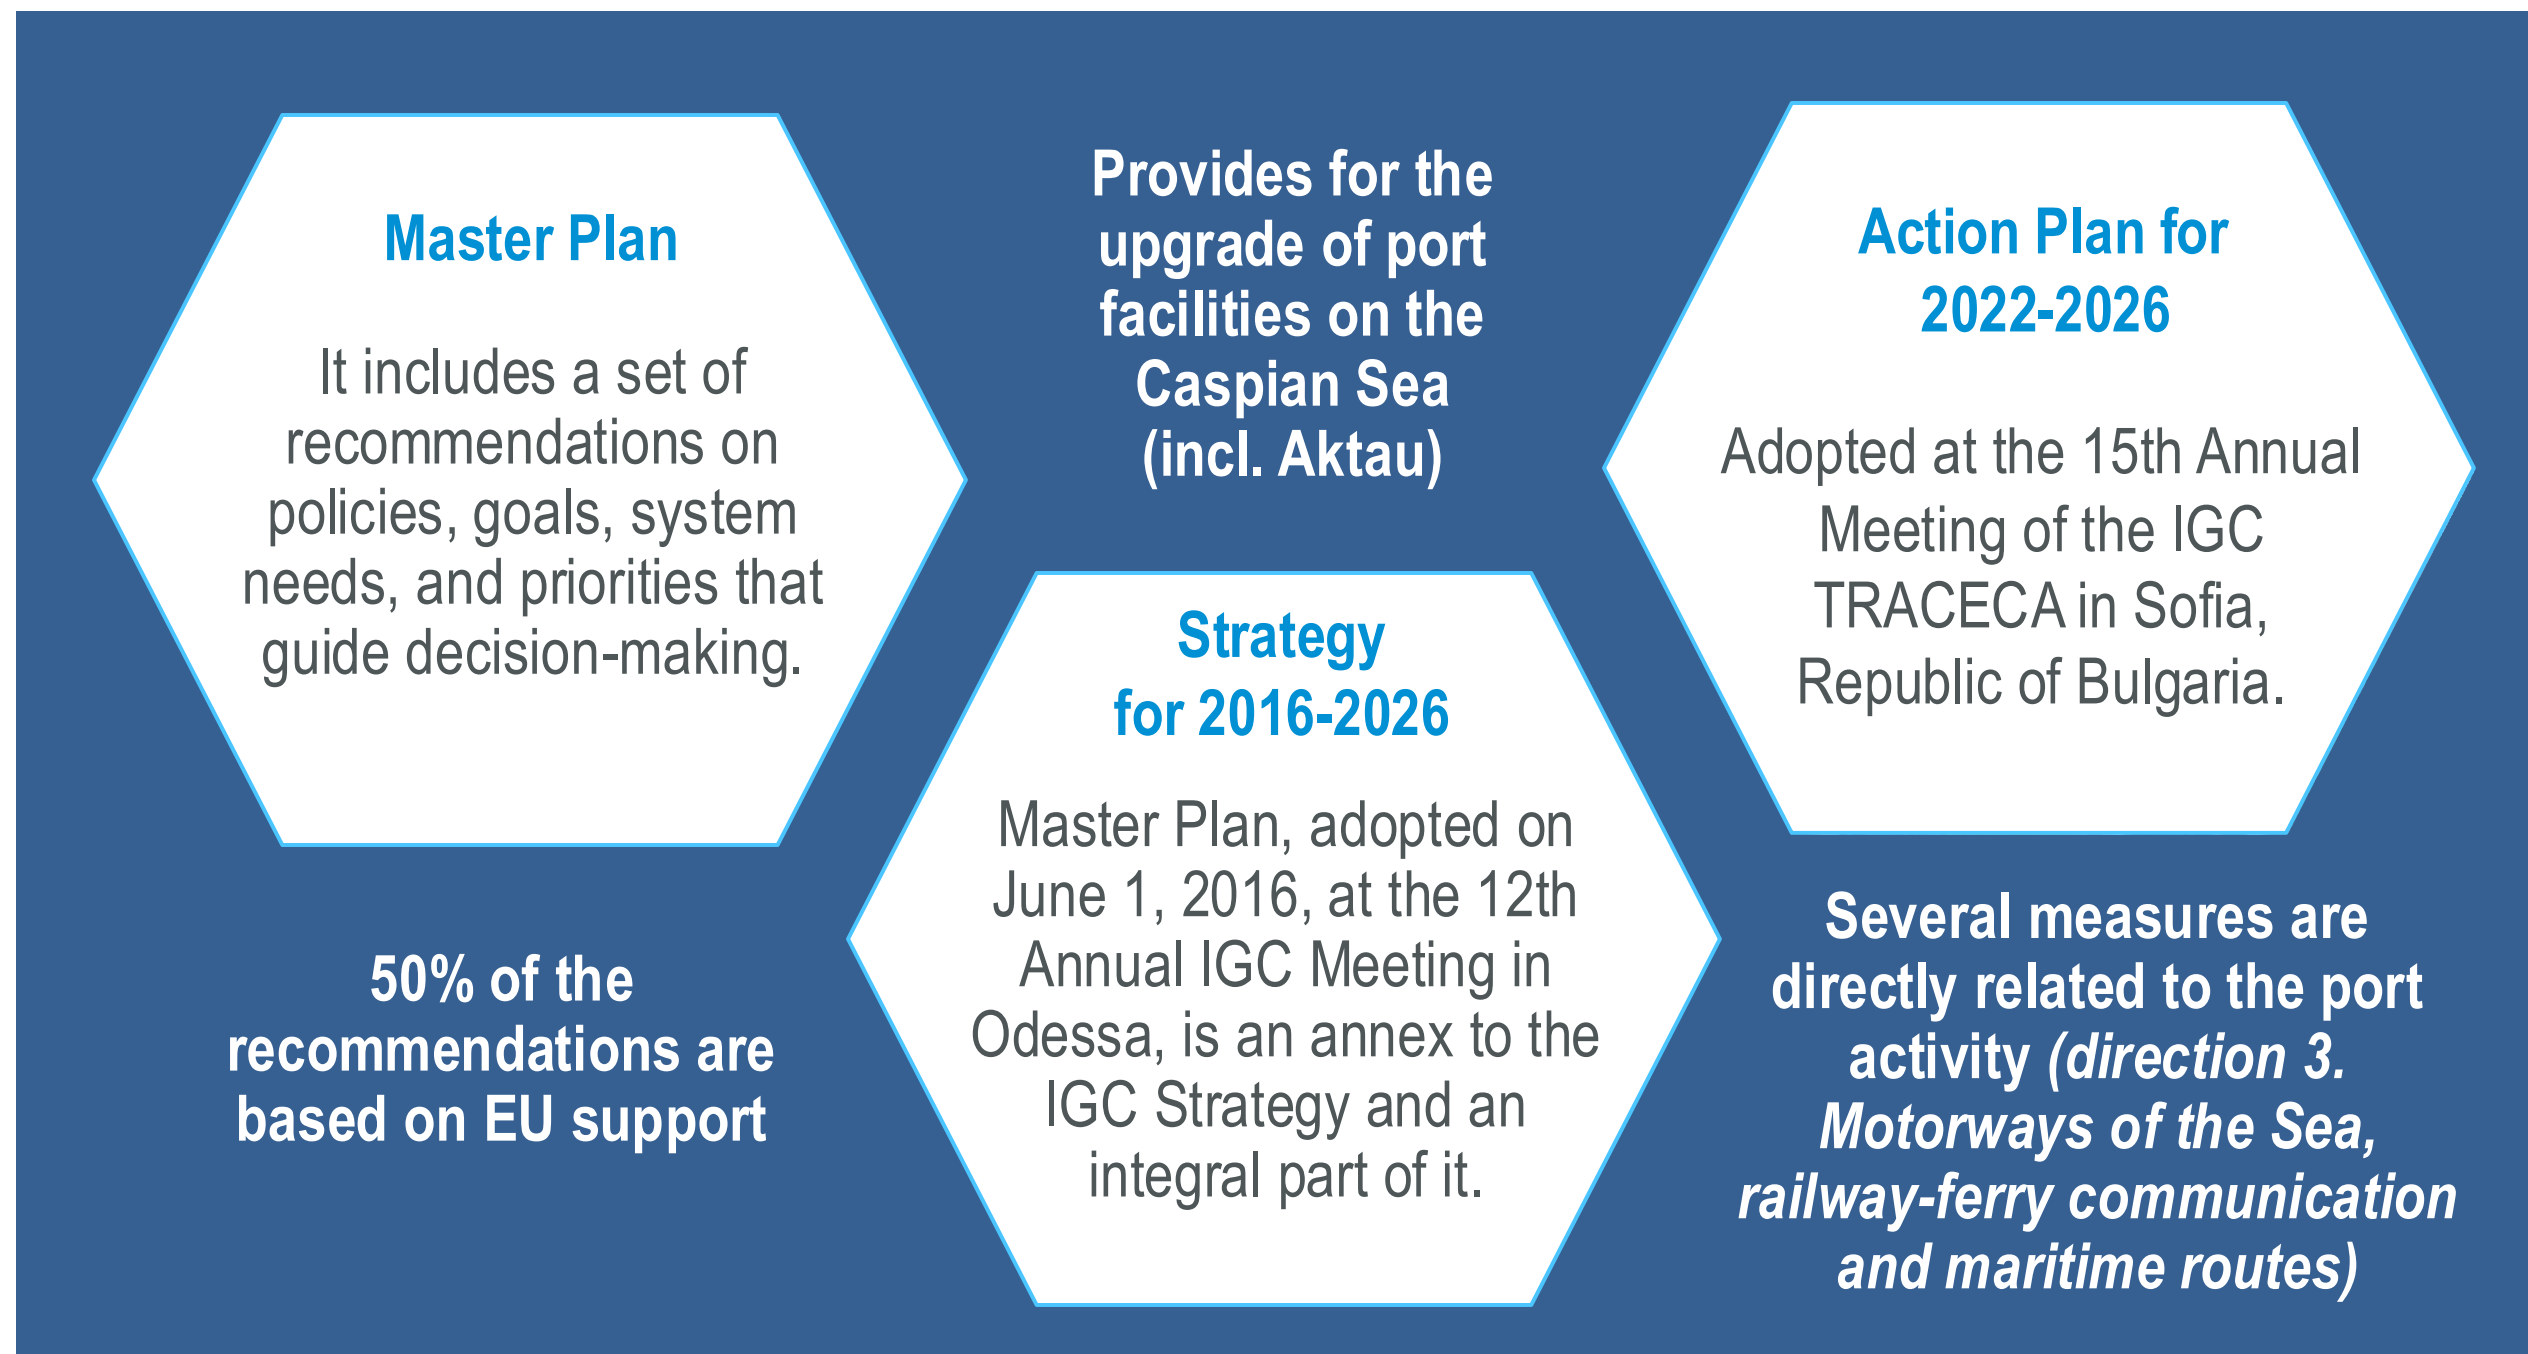 Master Plan
It includes a set of
recommendations on
policies, goals, system
needs, and priorities that
guide decision-making.
50% of the
recommendations are
based on EU support
Provides for the
upgrade of port
facilities on the
Caspian Sea
(incl. Aktau)
Strategy
for 2016-2026
Master Plan, adopted on
June 1, 2016, at the 12th
Annual IGC Meeting in
Odessa, is an annex to the
IGC Strategy and an
integral part of it.
Action Plan for
2022-2026
Adopted at the 15th Annual
Meeting of the IGC
TRACECA in Sofia,
Republic of Bulgaria.
Several measures are
directly related to the port
activity (direction 3.
Motorways of the Sea,
railway-ferry communication
and maritime routes)